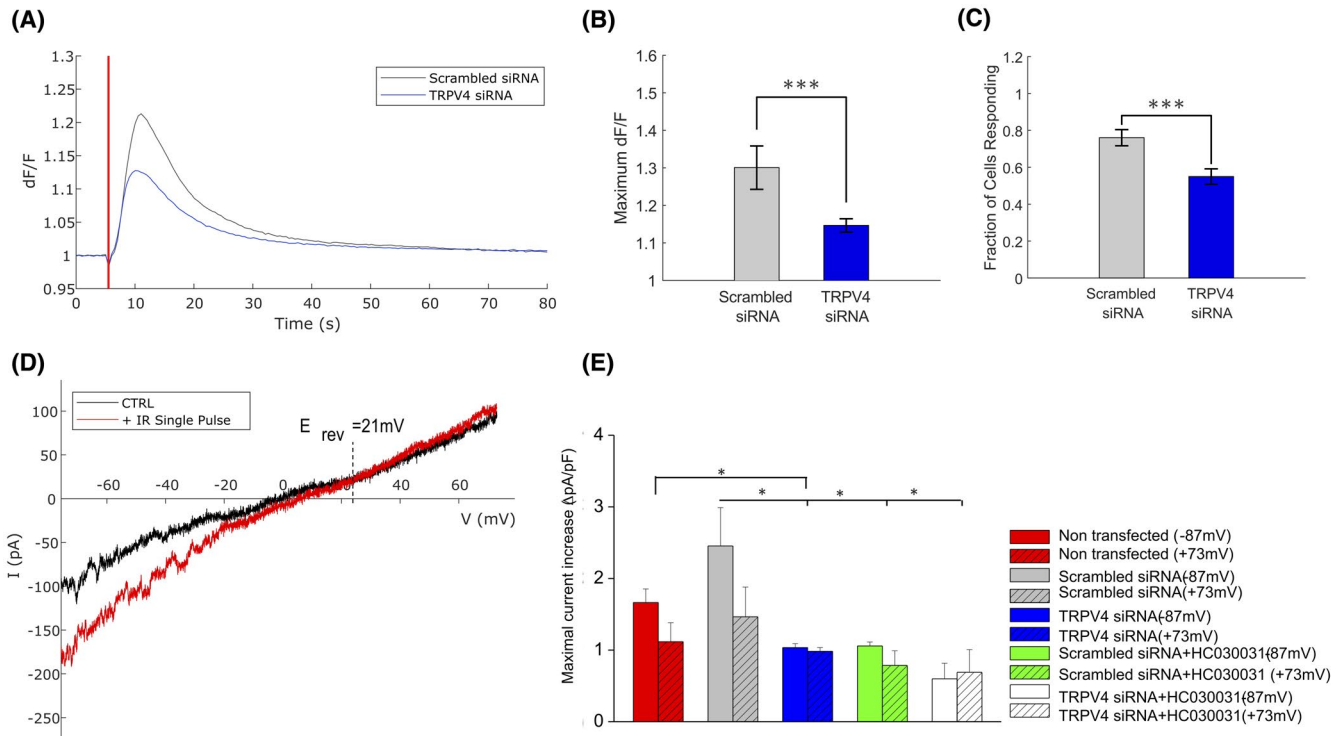 (A)
1.3
1.25
1.2
1.15
1.1
1.05
1
0.95
dF/F
0
10
20
30
40
50
60
70
80
Time (s)
Scrambled siRNA
TRPV4 siRNA
(B)
1.6
1.5
1.4
1.3
1.2
1.1
1
Maximum dF/F
***
Scrambled
siRNA
TRPV4
siRNA
(C)
1
0.8
0.6
0.4
0.2
0
Fraction of Cells Responding
***
Scrambled
siRNA
TRPV4
siRNA
(D)
CTRL
+ IR Single Pulse
E rev =21mV
100
50
0
-50
-100
-150
-200
-250
I (pA)
-60
-40
-20
0
20
40
60
V (mV)
(E)
4
3
2
1
0
Maximal current increase (ΔpA/pF)
*
*
*
*
Non transfected (-87mV)
Non transfected (+73mV)
Scrambled siRNA(-87mV)
Scrambled siRNA(+73mV)
TRPV4 siRNA(-87mV)
TRPV4 siRNA(+73mV)
Scrambled siRNA+HC030031(-87mV)
Scrambled siRNA+HC030031 (+73mV)
TRPV4 siRNA+HC030031(-87mV)
TRPV4 siRNA+HC030031(+73mV)